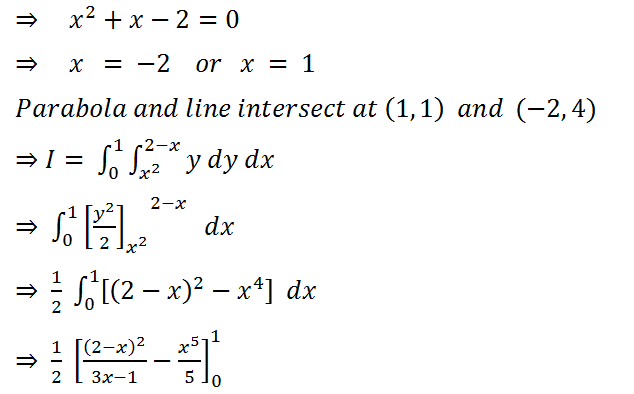 ⇒ x² + x − 2 = 0
⇒ x = −2 or x = 1
Parabola and line intersect at (1,1) and (−2,4)
⇒ I = ∫₀¹ ∫_{x²}^{2−x} y dy dx
⇒ ∫₀¹ [y²/2]_{x²}^{2−x} dx
⇒ 1/2 ∫₀¹ [(2 − x)² − x⁴] dx
⇒ 1/2 [(2−x)²/(3x−1) − x⁵/5]₀¹